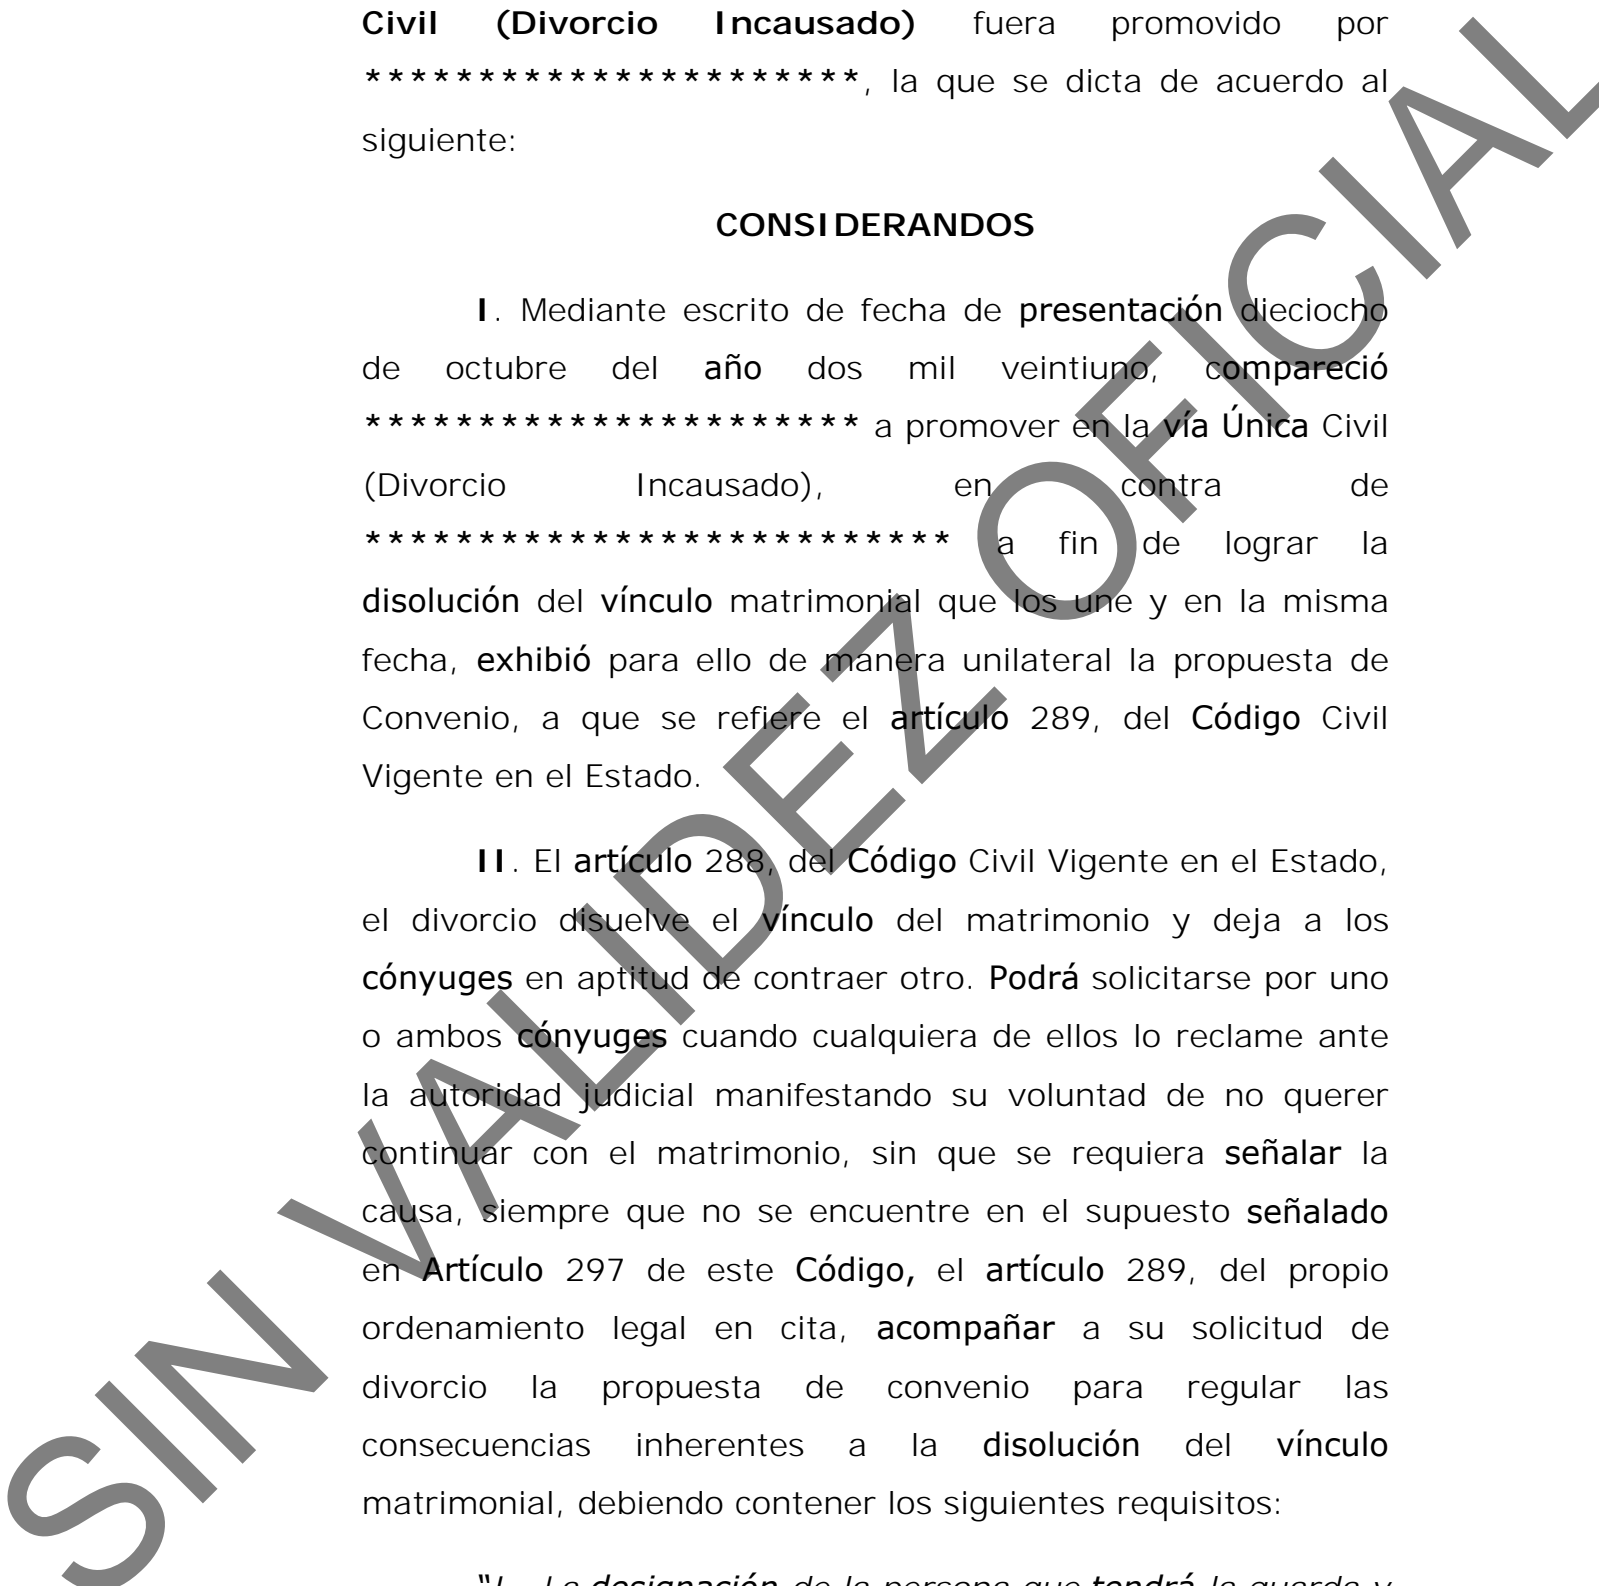 Civil (Divorcio Incausado) fuera promovido por
**********************, la que se dicta de acuerdo al
siguiente:
CONSIDERANDOS
I. Mediante escrito de fecha de presentación dieciocho
de octubre del año dos mil veintiuno, compareció
********************** a promover en la vía Única Civil
(Divorcio Incausado), en contra de
************************** a fin de lograr la
disolución del vínculo matrimonial que los une y en la misma
fecha, exhibió para ello de manera unilateral la propuesta de
Convenio, a que se refiere el artículo 289, del Código Civil
Vigente en el Estado.
II. El artículo 288, del Código Civil Vigente en el Estado,
el divorcio disuelve el vínculo del matrimonio y deja a los
cónyuges en aptitud de contraer otro. Podrá solicitarse por uno
o ambos cónyuges cuando cualquiera de ellos lo reclame ante
la autoridad judicial manifestando su voluntad de no querer
continuar con el matrimonio, sin que se requiera señalar la
causa, siempre que no se encuentre en el supuesto señalado
en Artículo 297 de este Código, el artículo 289, del propio
ordenamiento legal en cita, acompañar a su solicitud de
divorcio la propuesta de convenio para regular las
consecuencias inherentes a la disolución del vínculo
matrimonial, debiendo contener los siguientes requisitos:
"I.- La designación de la persona que tendrá la guarda y
SIN VALIDEZ OFICIAL